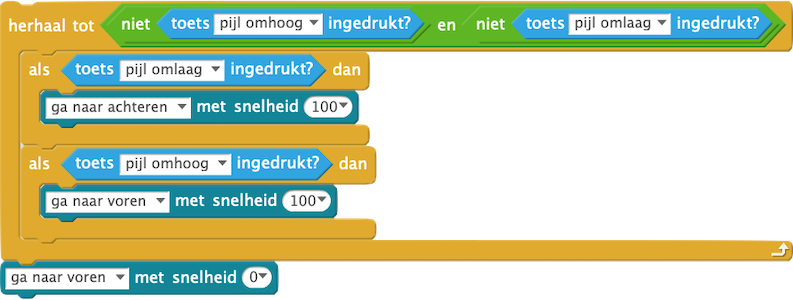 herhaal tot niet toets pijl omhoog ingedrukt? en niet toets pijl omlaag ingedrukt?
als toets pijl omlaag ingedrukt? dan
ga naar achteren met snelheid 100
als toets pijl omhoog ingedrukt? dan
ga naar voren met snelheid 100
ga naar voren met snelheid 0